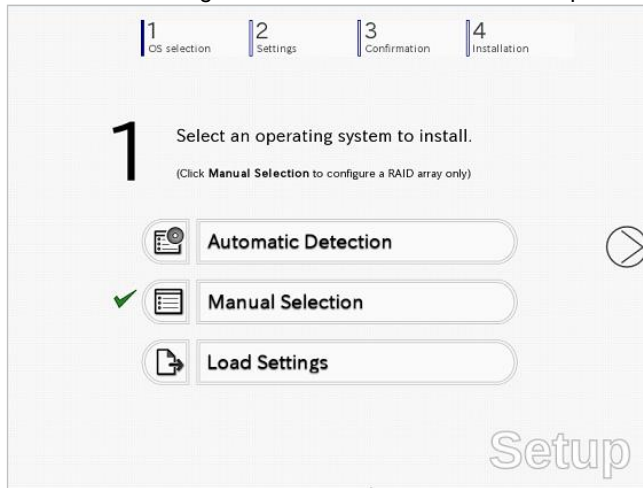 1 2 3 4
OS selection Settings Confirmation Installation
1 Select an operating system to install.
(Click Manual Selection to configure a RAID array only)
Automatic Detection
Manual Selection
Load Settings
Setup